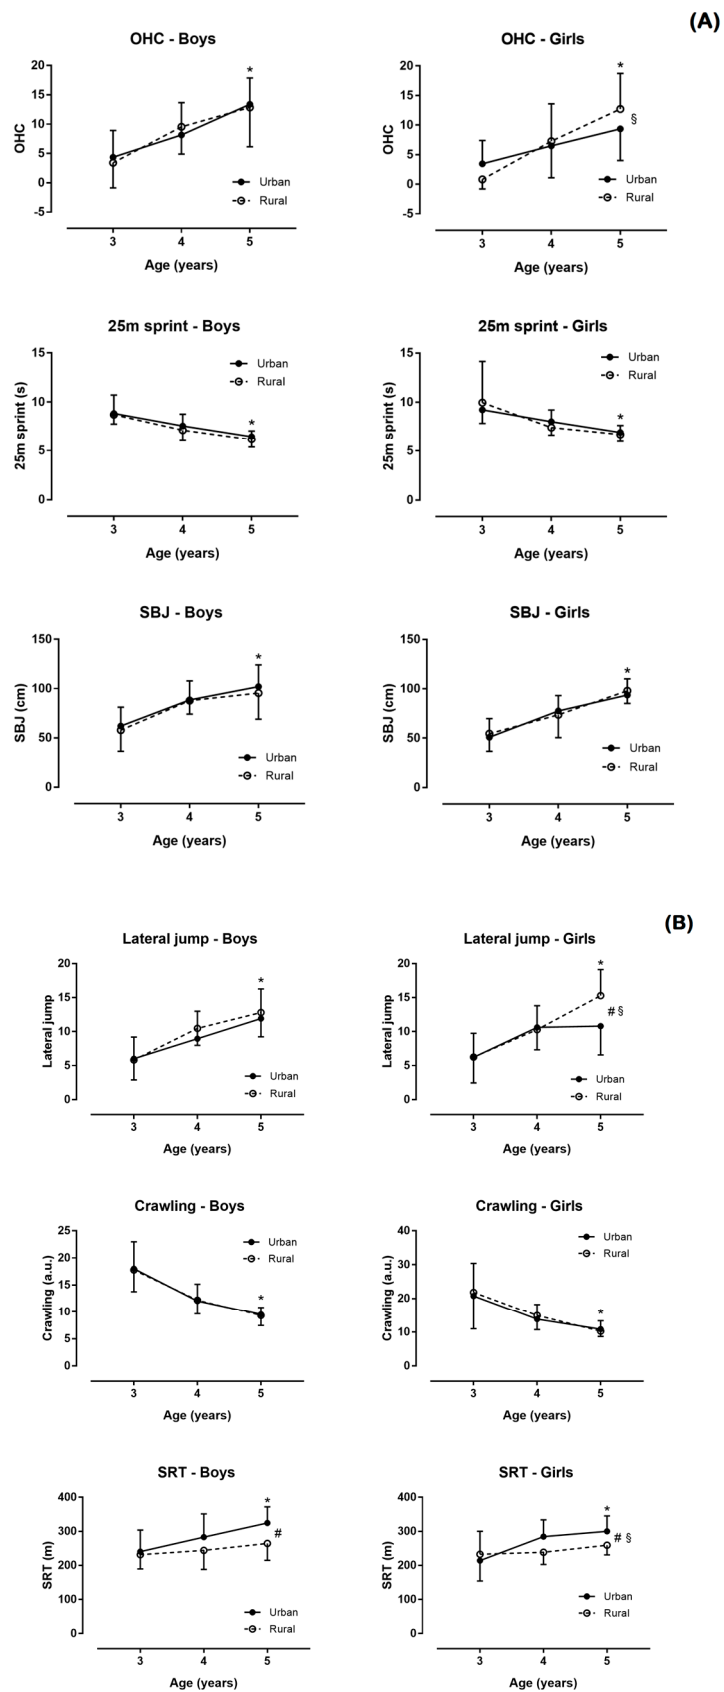 (A)
OHC - Boys
OHC
20
15
10
5
0
-5
*
Urban
Rural
3 4 5
Age (years)
OHC - Girls
OHC
20
15
10
5
0
-5
*
§
Urban
Rural
3 4 5
Age (years)
25m sprint - Boys
25m sprint (s)
15
10
5
0
Urban
Rural
*
3 4 5
Age (years)
25m sprint - Girls
25m sprint (s)
15
10
5
0
Urban
Rural
*
3 4 5
Age (years)
SBJ - Boys
SBJ (cm)
150
100
50
0
*
Urban
Rural
3 4 5
Age (years)
SBJ - Girls
SBJ (cm)
150
100
50
0
*
Urban
Rural
3 4 5
Age (years)
(B)
Lateral jump - Boys
Lateral jump
20
15
10
5
0
*
Urban
Rural
3 4 5
Age (years)
Lateral jump - Girls
Lateral jump
20
15
10
5
0
*
# §
Urban
Rural
3 4 5
Age (years)
Crawling - Boys
Crawling (a.u.)
25
20
15
10
5
0
Urban
Rural
*
3 4 5
Age (years)
Crawling - Girls
Crawling (a.u.)
40
30
20
10
0
Urban
Rural
*
3 4 5
Age (years)
SRT - Boys
SRT (m)
400
300
200
100
0
*
#
Urban
Rural
3 4 5
Age (years)
SRT - Girls
SRT (m)
400
300
200
100
0
*
# §
Urban
Rural
3 4 5
Age (years)